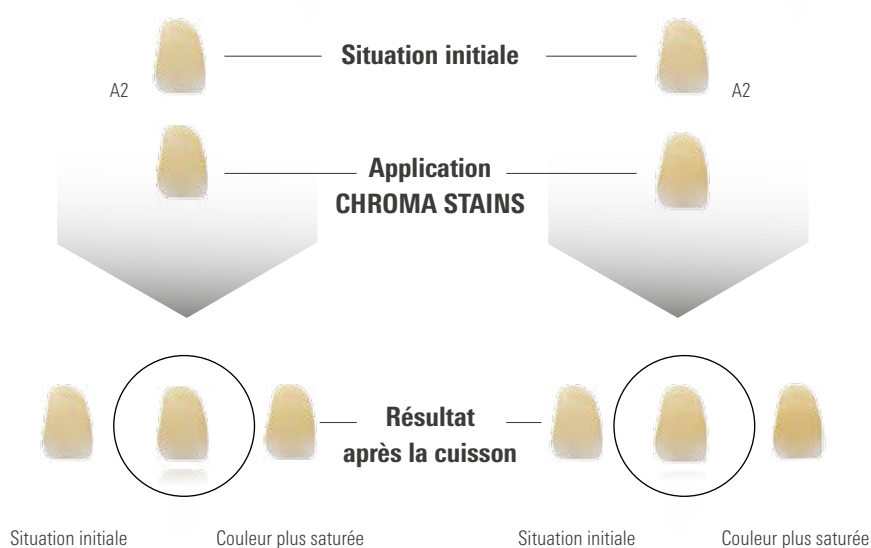 Situation initiale
A2
A2
Application
CHROMA STAINS
Résultat
après la cuisson
Situation initiale
Couleur plus saturée
Situation initiale
Couleur plus saturée